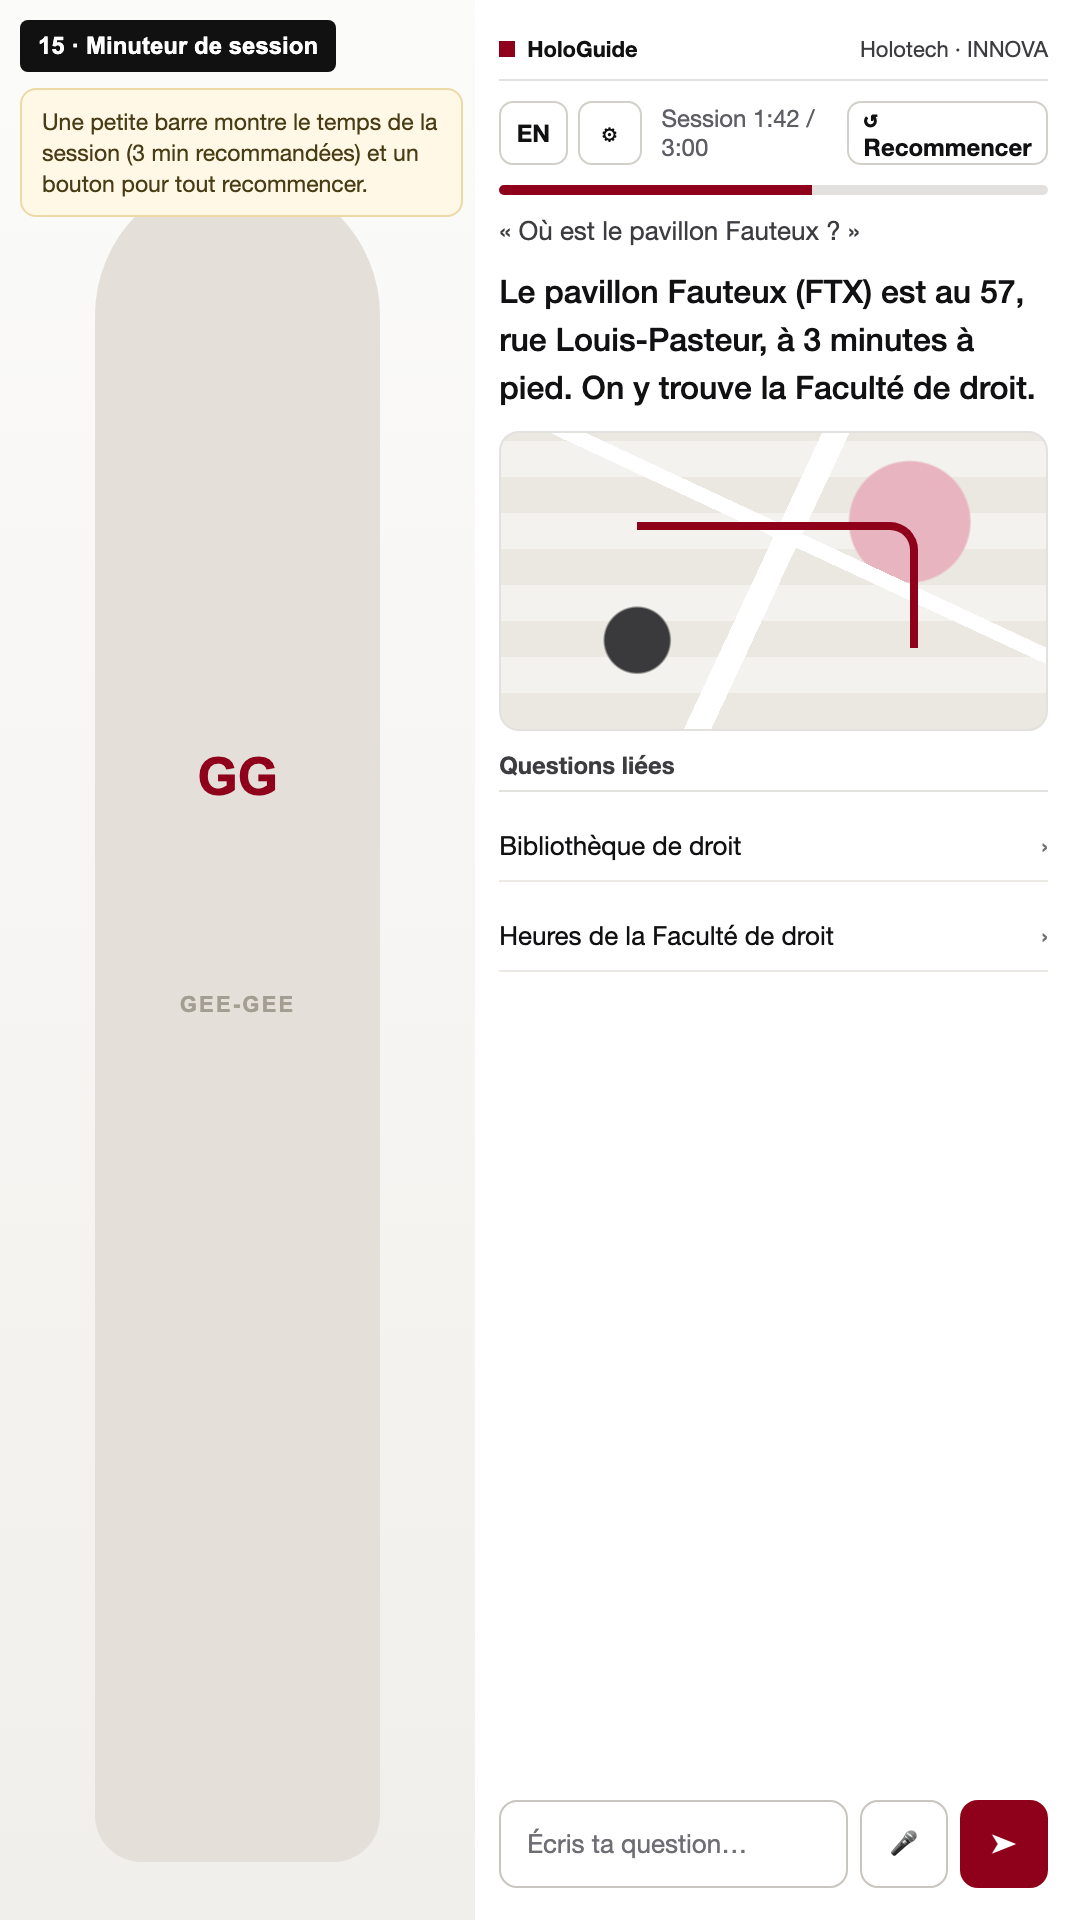 15 · Minuteur de session
Une petite barre montre le temps de la
session (3 min recommandées) et un
bouton pour tout recommencer.
GG
GEE-GEE
HoloGuide
Holotech · INNOVA
EN
⚙
Session 1:42 /
3:00
↺
Recommencer
« Où est le pavillon Fauteux ? »
Le pavillon Fauteux (FTX) est au 57,
rue Louis-Pasteur, à 3 minutes à
pied. On y trouve la Faculté de droit.
Questions liées
Bibliothèque de droit ›
Heures de la Faculté de droit ›
Écris ta question…